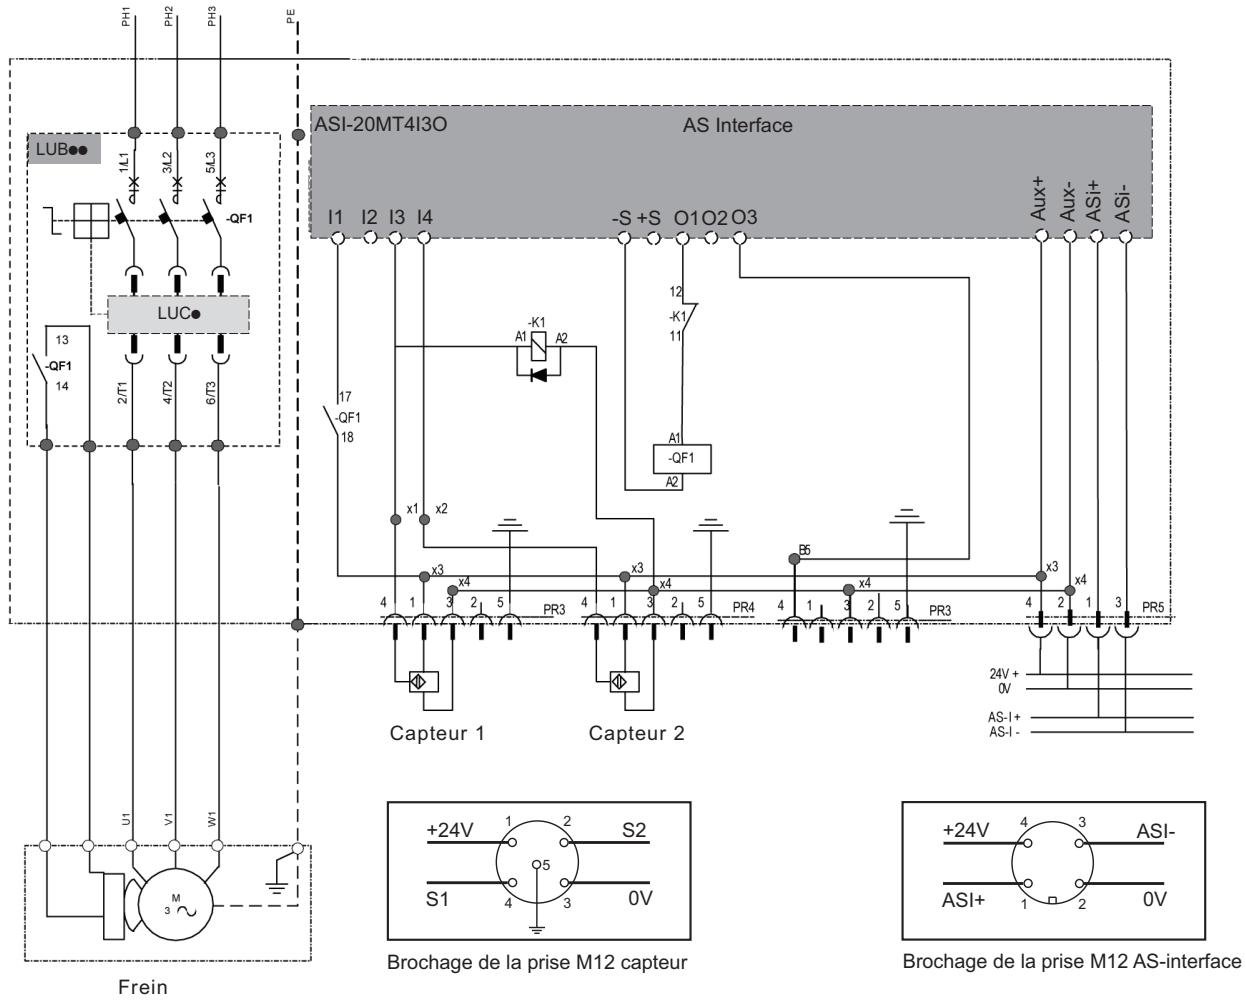 PH1 PH2 PH3 PE
ASI-20MT4I3O AS Interface
LUB●●
1/L1 3/L2 5/L3
-QF1
Aux+ Aux- ASi+ ASi-
I1 I2 I3 I4 -S +S O1 O2 O3
LUC●
12
-K1
11
-K1
A1 A2
13
-QF1
14
2/T1 4/T2 6/T3
17
-QF1
18
A1
-QF1
A2
x1 x2
B5
x3 x3 x3
x4 x4 x4 x4
4 1 3 2 5 PR3
4 1 3 2 5 PR4
4 1 3 2 5 PR3
4 2 1 3 PR5
24V +
0V
AS-I +
AS-I -
Capteur 1 Capteur 2
U1 V1 W1
M
3
Frein
+24V 1 2 S2
5
S1 4 3 0V
Brochage de la prise M12 capteur
+24V 4 3 ASI-
ASI+ 1 2 0V
Brochage de la prise M12 AS-interface